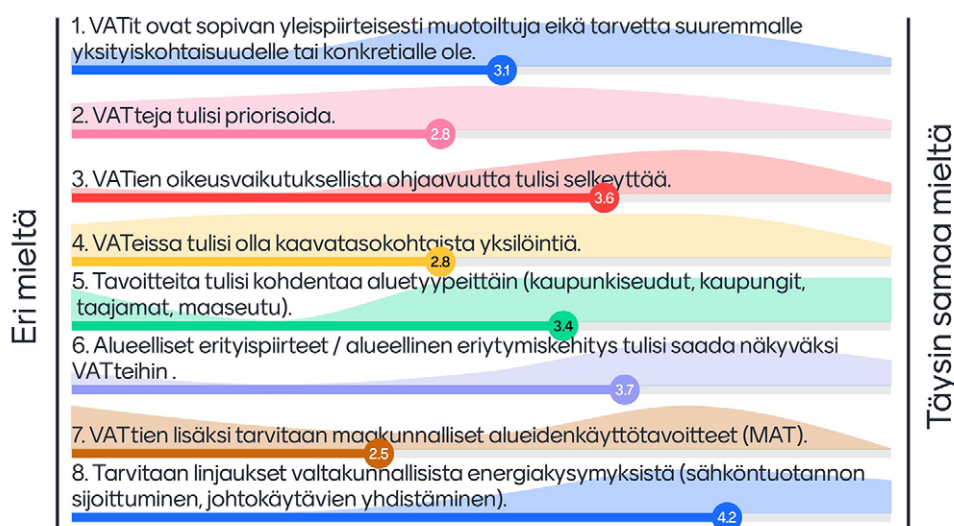 1. VATit ovat sopivan yleispiirteisesti muotoiltuja eikä tarvetta suuremmalle
yksityiskohtaisuudelle tai konkretialle ole.
3.1
2. VATteja tulisi priorisoida.
2.8
3. VATien oikeusvaikutuksellista ohjaavuutta tulisi selkeyttää.
3.6
4. VATeissa tulisi olla kaavatasokohtaista yksilöintiä.
2.8
5. Tavoitteita tulisi kohdentaa aluetyypeittäin (kaupunkiseudut, kaupungit,
taajamat, maaseutu).
3.4
6. Alueelliset erityispiirteet / alueellinen eriytymiskehitys tulisi saada näkyväksi
VATteihin .
3.7
7. VATtien lisäksi tarvitaan maakunnalliset alueidenkäyttötavoitteet (MAT).
2.5
8. Tarvitaan linjaukset valtakunnallisista energiakysymyksistä (sähköntuotannon
sijoittuminen, johtokäytävien yhdistäminen).
4.2
Eri mieltä
Täysin samaa mieltä